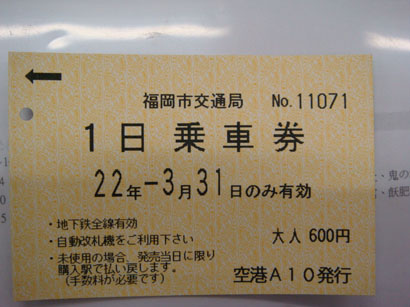 福岡市交通局 No.11071
1日乗車券
22年-3月31日のみ有効
・地下鉄全線有効
・自動改札機をご利用下さい
大人 600円
・未使用の場合、発売当日に限り
購入駅で払い戻します。
(手数料が必要です)
空港A10発行